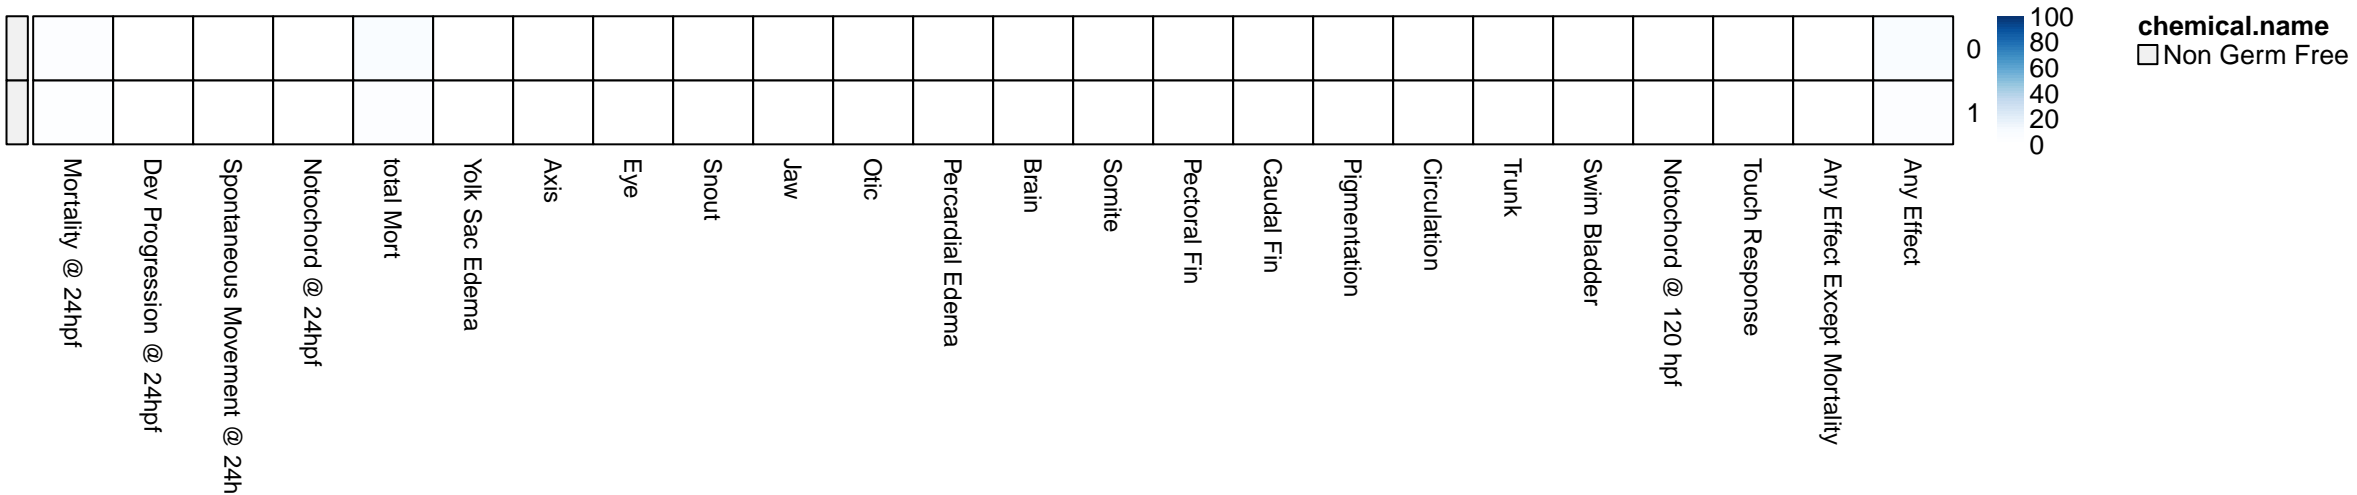 0
1
100
80
60
40
20
0
chemical.name
Non Germ Free
Mortality @ 24hpf
Dev Progression @ 24hpf
Spontaneous Movement @ 24h
Notochord @ 24hpf
total Mort
Yolk Sac Edema
Axis
Eye
Snout
Jaw
Otic
Percardial Edema
Brain
Somite
Pectoral Fin
Caudal Fin
Pigmentation
Circulation
Trunk
Swim Bladder
Notochord @ 120 hpf
Touch Response
Any Effect Except Mortality
Any Effect